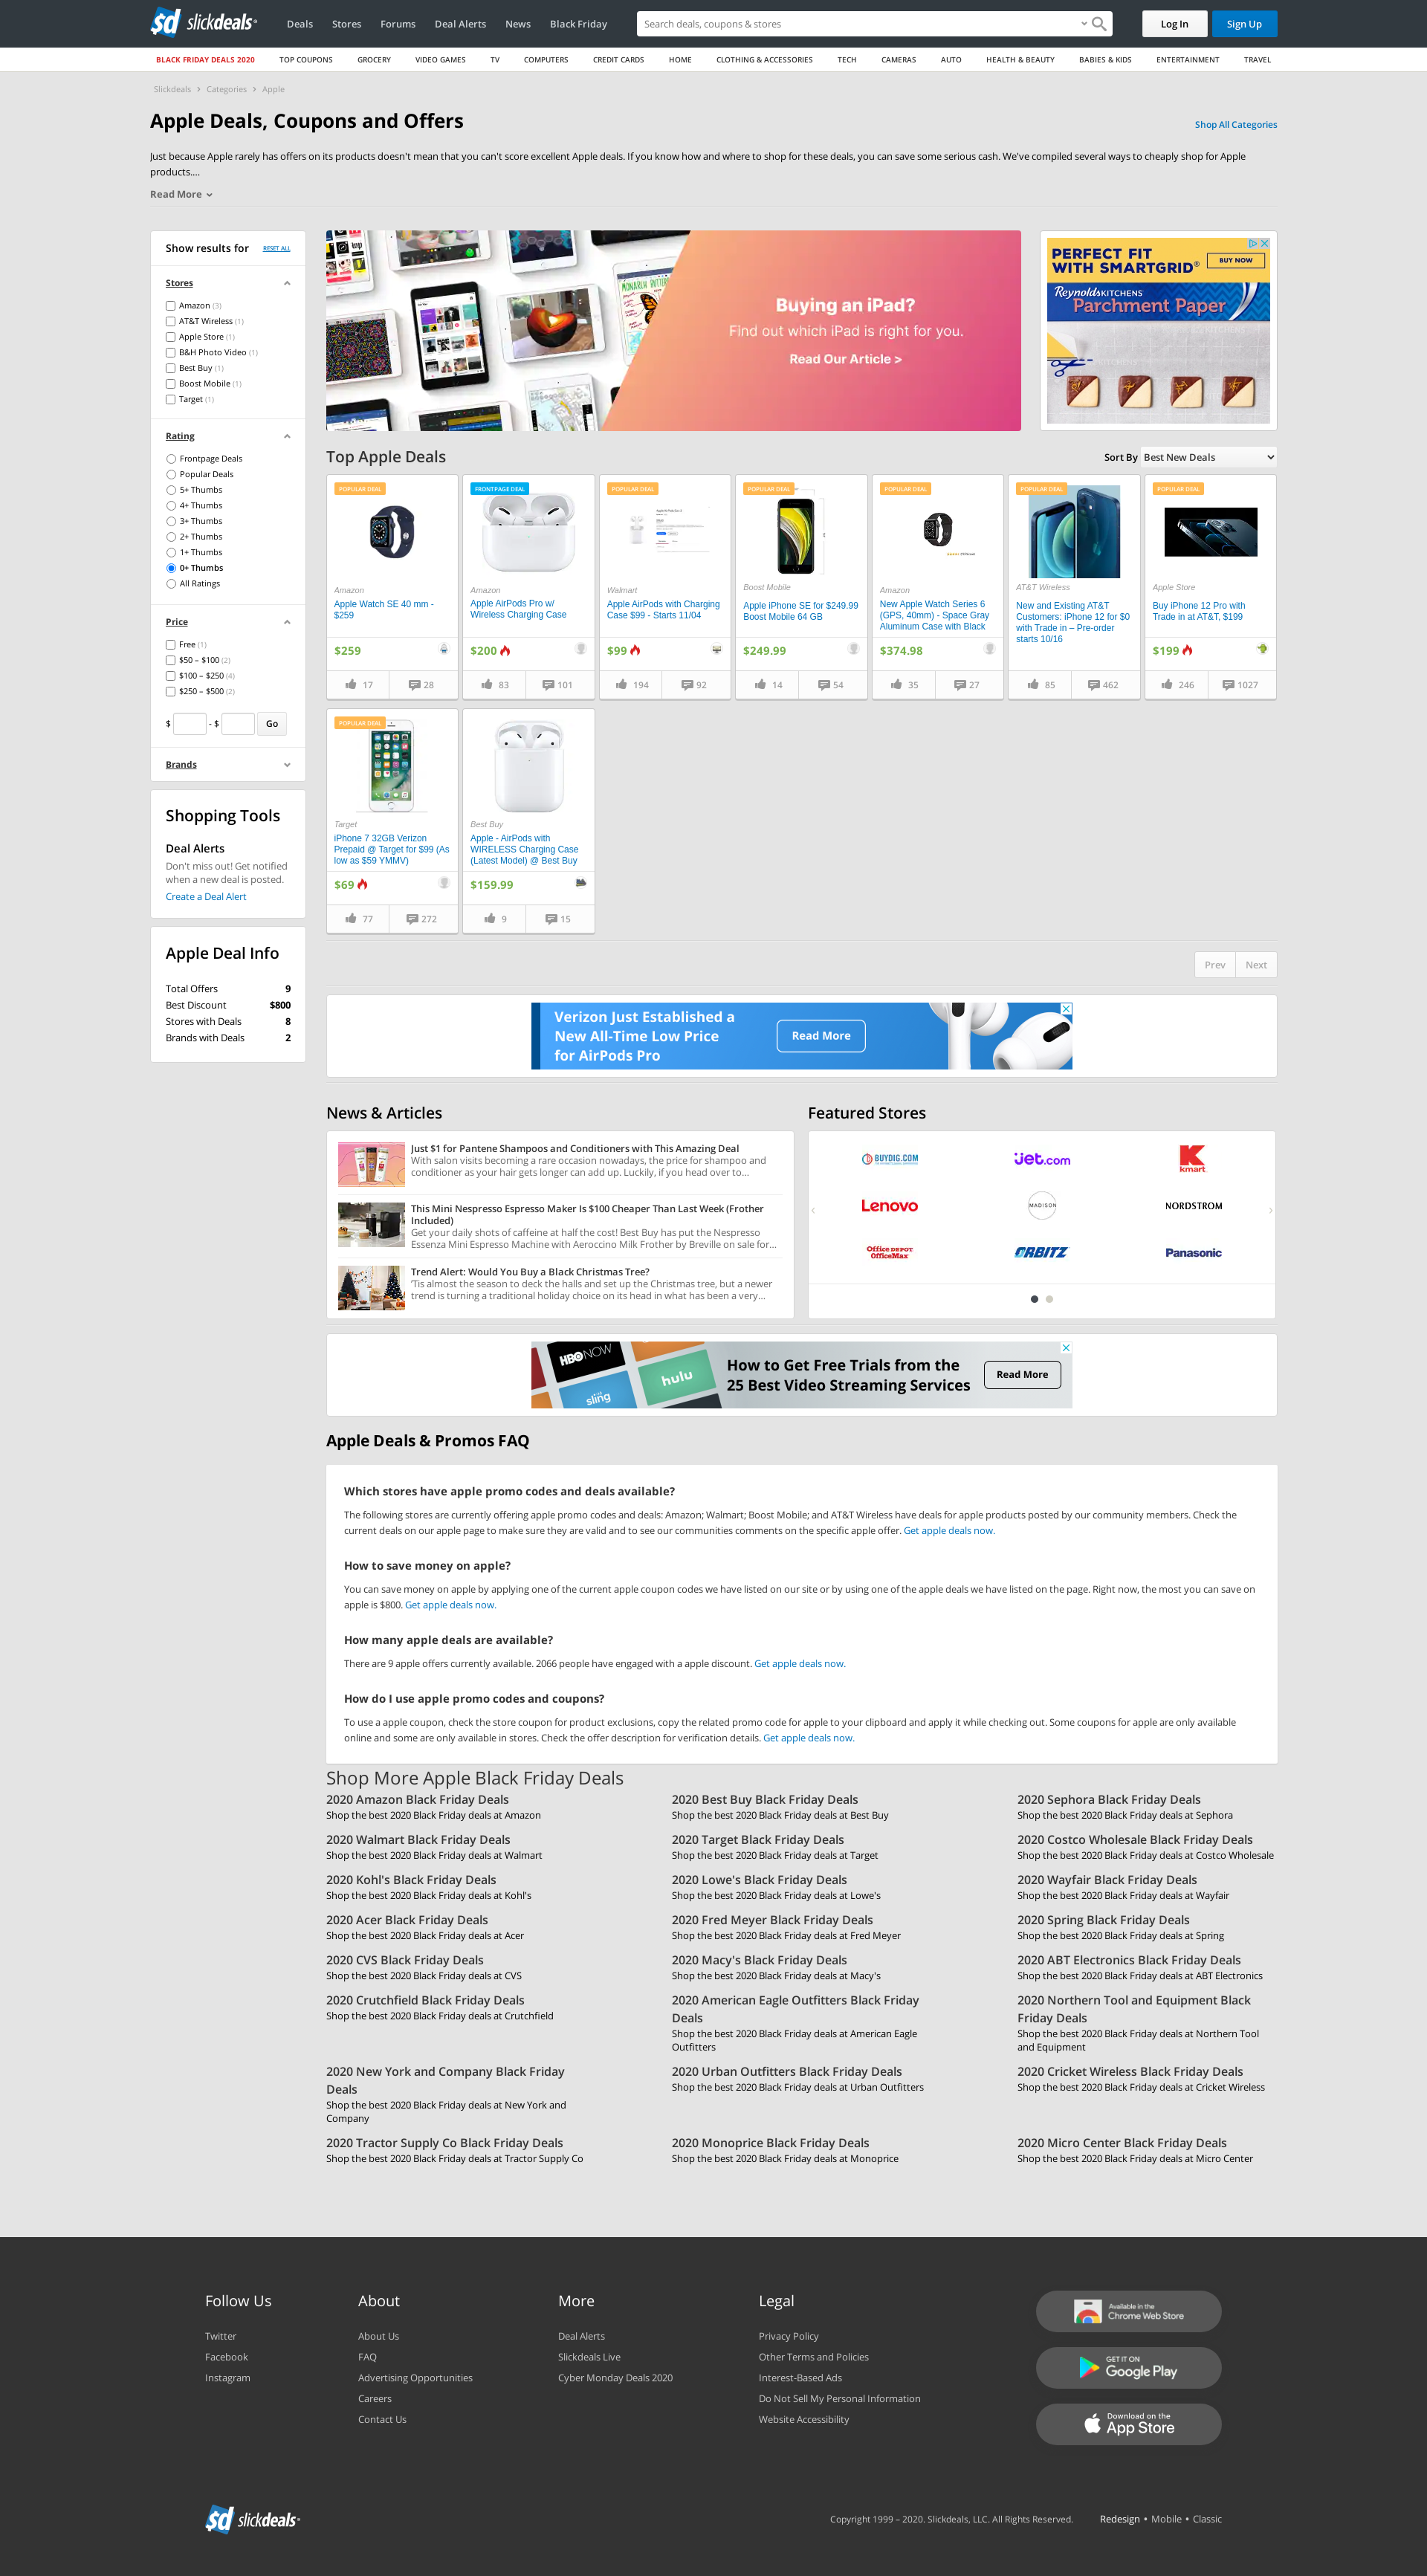 slickdeals
Deals Stores Forums Deal Alerts News Black Friday
Search deals, coupons & stores
Log In Sign Up
BLACK FRIDAY DEALS 2020 TOP COUPONS GROCERY VIDEO GAMES TV COMPUTERS CREDIT CARDS HOME CLOTHING & ACCESSORIES TECH CAMERAS AUTO HEALTH & BEAUTY BABIES & KIDS ENTERTAINMENT TRAVEL
Slickdeals > Categories > Apple
Apple Deals, Coupons and Offers
Shop All Categories
Just because Apple rarely has offers on its products doesn't mean that you can't score excellent Apple deals. If you know how and where to shop for these deals, you can save some serious cash. We've compiled several ways to cheaply shop for Apple
products....
Read More
Show results for RESET ALL
Stores
Amazon (3)
AT&T Wireless (1)
Apple Store (1)
B&H Photo Video (1)
Best Buy (1)
Boost Mobile (1)
Target (1)
Rating
Frontpage Deals
Popular Deals
5+ Thumbs
4+ Thumbs
3+ Thumbs
2+ Thumbs
1+ Thumbs
0+ Thumbs
All Ratings
Price
Free (1)
$50 – $100 (2)
$100 – $250 (4)
$250 – $500 (2)
$ - $ Go
Brands
Shopping Tools
Deal Alerts
Don't miss out! Get notified
when a new deal is posted.
Create a Deal Alert
Apple Deal Info
Total Offers 9
Best Discount $800
Stores with Deals 8
Brands with Deals 2
Buying an iPad?
Find out which iPad is right for you.
Read Our Article >
PERFECT FIT
WITH SMARTGRID®
BUY NOW
Reynolds KITCHENS
Parchment Paper
Top Apple Deals
Sort By Best New Deals
POPULAR DEAL
Amazon
Apple Watch SE 40 mm -
$259
$259
17 28
FRONTPAGE DEAL
Amazon
Apple AirPods Pro w/
Wireless Charging Case
$200
83 101
POPULAR DEAL
Walmart
Apple AirPods with Charging
Case $99 - Starts 11/04
$99
194 92
POPULAR DEAL
Boost Mobile
Apple iPhone SE for $249.99
Boost Mobile 64 GB
$249.99
14 54
POPULAR DEAL
Amazon
New Apple Watch Series 6
(GPS, 40mm) - Space Gray
Aluminum Case with Black
$374.98
35 27
POPULAR DEAL
AT&T Wireless
New and Existing AT&T
Customers: iPhone 12 for $0
with Trade in – Pre-order
starts 10/16
85 462
POPULAR DEAL
Apple Store
Buy iPhone 12 Pro with
Trade in at AT&T, $199
$199
246 1027
POPULAR DEAL
Target
iPhone 7 32GB Verizon
Prepaid @ Target for $99 (As
low as $59 YMMV)
$69
77 272
Best Buy
Apple - AirPods with
WIRELESS Charging Case
(Latest Model) @ Best Buy
$159.99
9 15
Prev Next
Verizon Just Established a
New All-Time Low Price
for AirPods Pro
Read More
News & Articles
Just $1 for Pantene Shampoos and Conditioners with This Amazing Deal
With salon visits becoming a rare occasion nowadays, the price for shampoo and
conditioner as your hair gets longer can add up. Luckily, if you head over to...
This Mini Nespresso Espresso Maker Is $100 Cheaper Than Last Week (Frother
Included)
Get your daily shots of caffeine at half the cost! Best Buy has put the Nespresso
Essenza Mini Espresso Machine with Aeroccino Milk Frother by Breville on sale for...
Trend Alert: Would You Buy a Black Christmas Tree?
'Tis almost the season to deck the halls and set up the Christmas tree, but a newer
trend is turning a traditional holiday choice on its head in what has been a very...
Featured Stores
BUYDIG.COM jet.com kmart
Lenovo MADISON NORDSTROM
Office DEPOT OfficeMax ORBITZ Panasonic
HBO NOW
sling
hulu
How to Get Free Trials from the
25 Best Video Streaming Services
Read More
Apple Deals & Promos FAQ
Which stores have apple promo codes and deals available?
The following stores are currently offering apple promo codes and deals: Amazon; Walmart; Boost Mobile; and AT&T Wireless have deals for apple products posted by our community members. Check the
current deals on our apple page to make sure they are valid and to see our communities comments on the specific apple offer. Get apple deals now.
How to save money on apple?
You can save money on apple by applying one of the current apple coupon codes we have listed on our site or by using one of the apple deals we have listed on the page. Right now, the most you can save on
apple is $800. Get apple deals now.
How many apple deals are available?
There are 9 apple offers currently available. 2066 people have engaged with a apple discount. Get apple deals now.
How do I use apple promo codes and coupons?
To use a apple coupon, check the store coupon for product exclusions, copy the related promo code for apple to your clipboard and apply it while checking out. Some coupons for apple are only available
online and some are only available in stores. Check the offer description for verification details. Get apple deals now.
Shop More Apple Black Friday Deals
2020 Amazon Black Friday Deals
Shop the best 2020 Black Friday deals at Amazon
2020 Best Buy Black Friday Deals
Shop the best 2020 Black Friday deals at Best Buy
2020 Sephora Black Friday Deals
Shop the best 2020 Black Friday deals at Sephora
2020 Walmart Black Friday Deals
Shop the best 2020 Black Friday deals at Walmart
2020 Target Black Friday Deals
Shop the best 2020 Black Friday deals at Target
2020 Costco Wholesale Black Friday Deals
Shop the best 2020 Black Friday deals at Costco Wholesale
2020 Kohl's Black Friday Deals
Shop the best 2020 Black Friday deals at Kohl's
2020 Lowe's Black Friday Deals
Shop the best 2020 Black Friday deals at Lowe's
2020 Wayfair Black Friday Deals
Shop the best 2020 Black Friday deals at Wayfair
2020 Acer Black Friday Deals
Shop the best 2020 Black Friday deals at Acer
2020 Fred Meyer Black Friday Deals
Shop the best 2020 Black Friday deals at Fred Meyer
2020 Spring Black Friday Deals
Shop the best 2020 Black Friday deals at Spring
2020 CVS Black Friday Deals
Shop the best 2020 Black Friday deals at CVS
2020 Macy's Black Friday Deals
Shop the best 2020 Black Friday deals at Macy's
2020 ABT Electronics Black Friday Deals
Shop the best 2020 Black Friday deals at ABT Electronics
2020 Crutchfield Black Friday Deals
Shop the best 2020 Black Friday deals at Crutchfield
2020 American Eagle Outfitters Black Friday
Deals
Shop the best 2020 Black Friday deals at American Eagle
Outfitters
2020 Northern Tool and Equipment Black
Friday Deals
Shop the best 2020 Black Friday deals at Northern Tool
and Equipment
2020 New York and Company Black Friday
Deals
Shop the best 2020 Black Friday deals at New York and
Company
2020 Urban Outfitters Black Friday Deals
Shop the best 2020 Black Friday deals at Urban Outfitters
2020 Cricket Wireless Black Friday Deals
Shop the best 2020 Black Friday deals at Cricket Wireless
2020 Tractor Supply Co Black Friday Deals
Shop the best 2020 Black Friday deals at Tractor Supply Co
2020 Monoprice Black Friday Deals
Shop the best 2020 Black Friday deals at Monoprice
2020 Micro Center Black Friday Deals
Shop the best 2020 Black Friday deals at Micro Center
Follow Us
Twitter
Facebook
Instagram
About
About Us
FAQ
Advertising Opportunities
Careers
Contact Us
More
Deal Alerts
Slickdeals Live
Cyber Monday Deals 2020
Legal
Privacy Policy
Other Terms and Policies
Interest-Based Ads
Do Not Sell My Personal Information
Website Accessibility
Available in the
Chrome Web Store
GET IT ON
Google Play
Download on the
App Store
slickdeals
Copyright 1999 – 2020. Slickdeals, LLC. All Rights Reserved. Redesign • Mobile • Classic